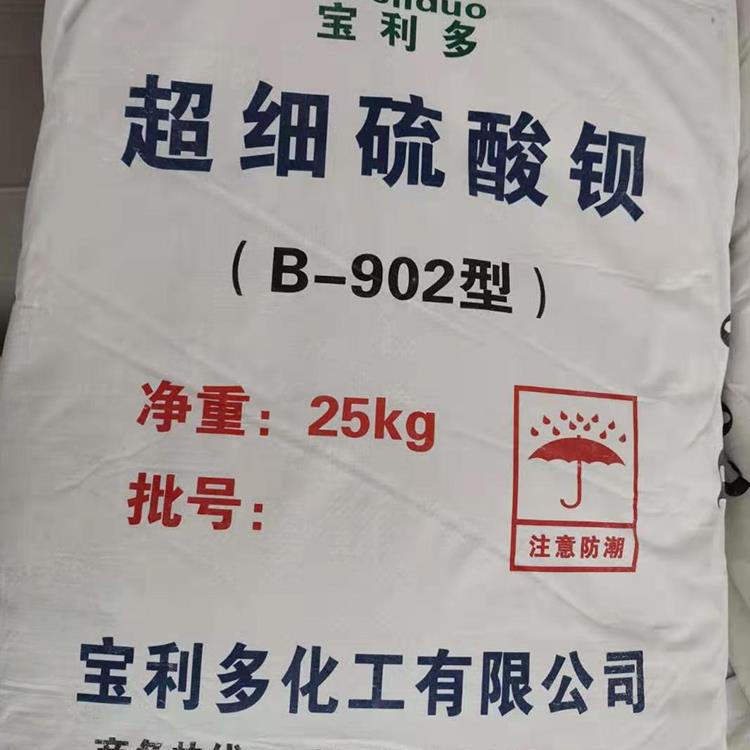 宝利多
超细硫酸钡
(B-902型)
净重：25kg
批号：
注意防潮
宝利多化工有限公司